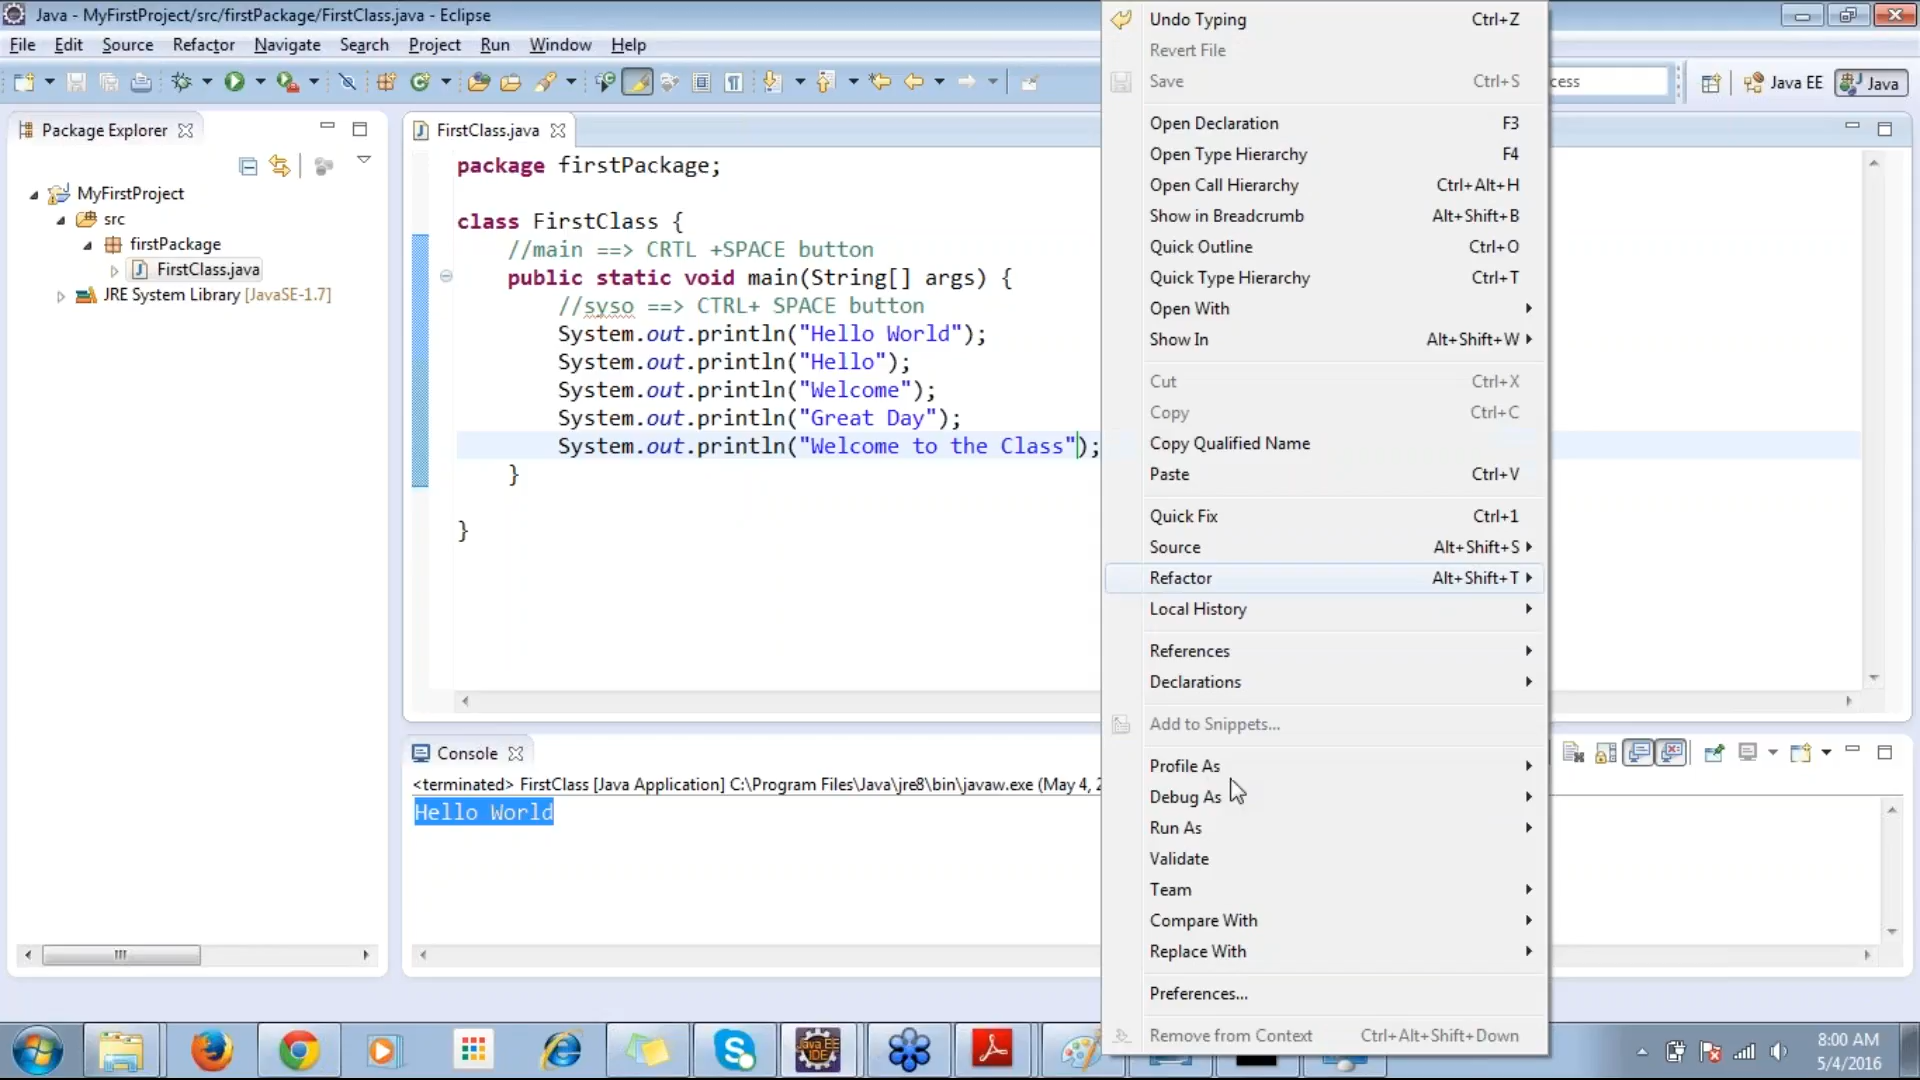 Java - MyFirstProject/src/firstPackage/FirstClass.java - Eclipse
File Edit Source Refactor Navigate Search Project Run Window Help
cess
Java EE
Java
Package Explorer
MyFirstProject
src
firstPackage
FirstClass.java
JRE System Library [JavaSE-1.7]
FirstClass.java
package firstPackage;
class FirstClass {
//main ==> CRTL +SPACE button
public static void main(String[] args) {
//syso ==> CTRL+ SPACE button
System.out.println("Hello World");
System.out.println("Hello");
System.out.println("Welcome");
System.out.println("Great Day");
System.out.println("Welcome to the Class");
}
}
Console
<terminated> FirstClass [Java Application] C:\Program Files\Java\jre8\bin\javaw.exe (May 4, 2
Hello World
Undo Typing Ctrl+Z
Revert File
Save Ctrl+S
Open Declaration F3
Open Type Hierarchy F4
Open Call Hierarchy Ctrl+Alt+H
Show in Breadcrumb Alt+Shift+B
Quick Outline Ctrl+O
Quick Type Hierarchy Ctrl+T
Open With
Show In Alt+Shift+W
Cut Ctrl+X
Copy Ctrl+C
Copy Qualified Name
Paste Ctrl+V
Quick Fix Ctrl+1
Source Alt+Shift+S
Refactor Alt+Shift+T
Local History
References
Declarations
Add to Snippets...
Profile As
Debug As
Run As
Validate
Team
Compare With
Replace With
Preferences...
Remove from Context Ctrl+Alt+Shift+Down
Java EE
IDE
8:00 AM
5/4/2016